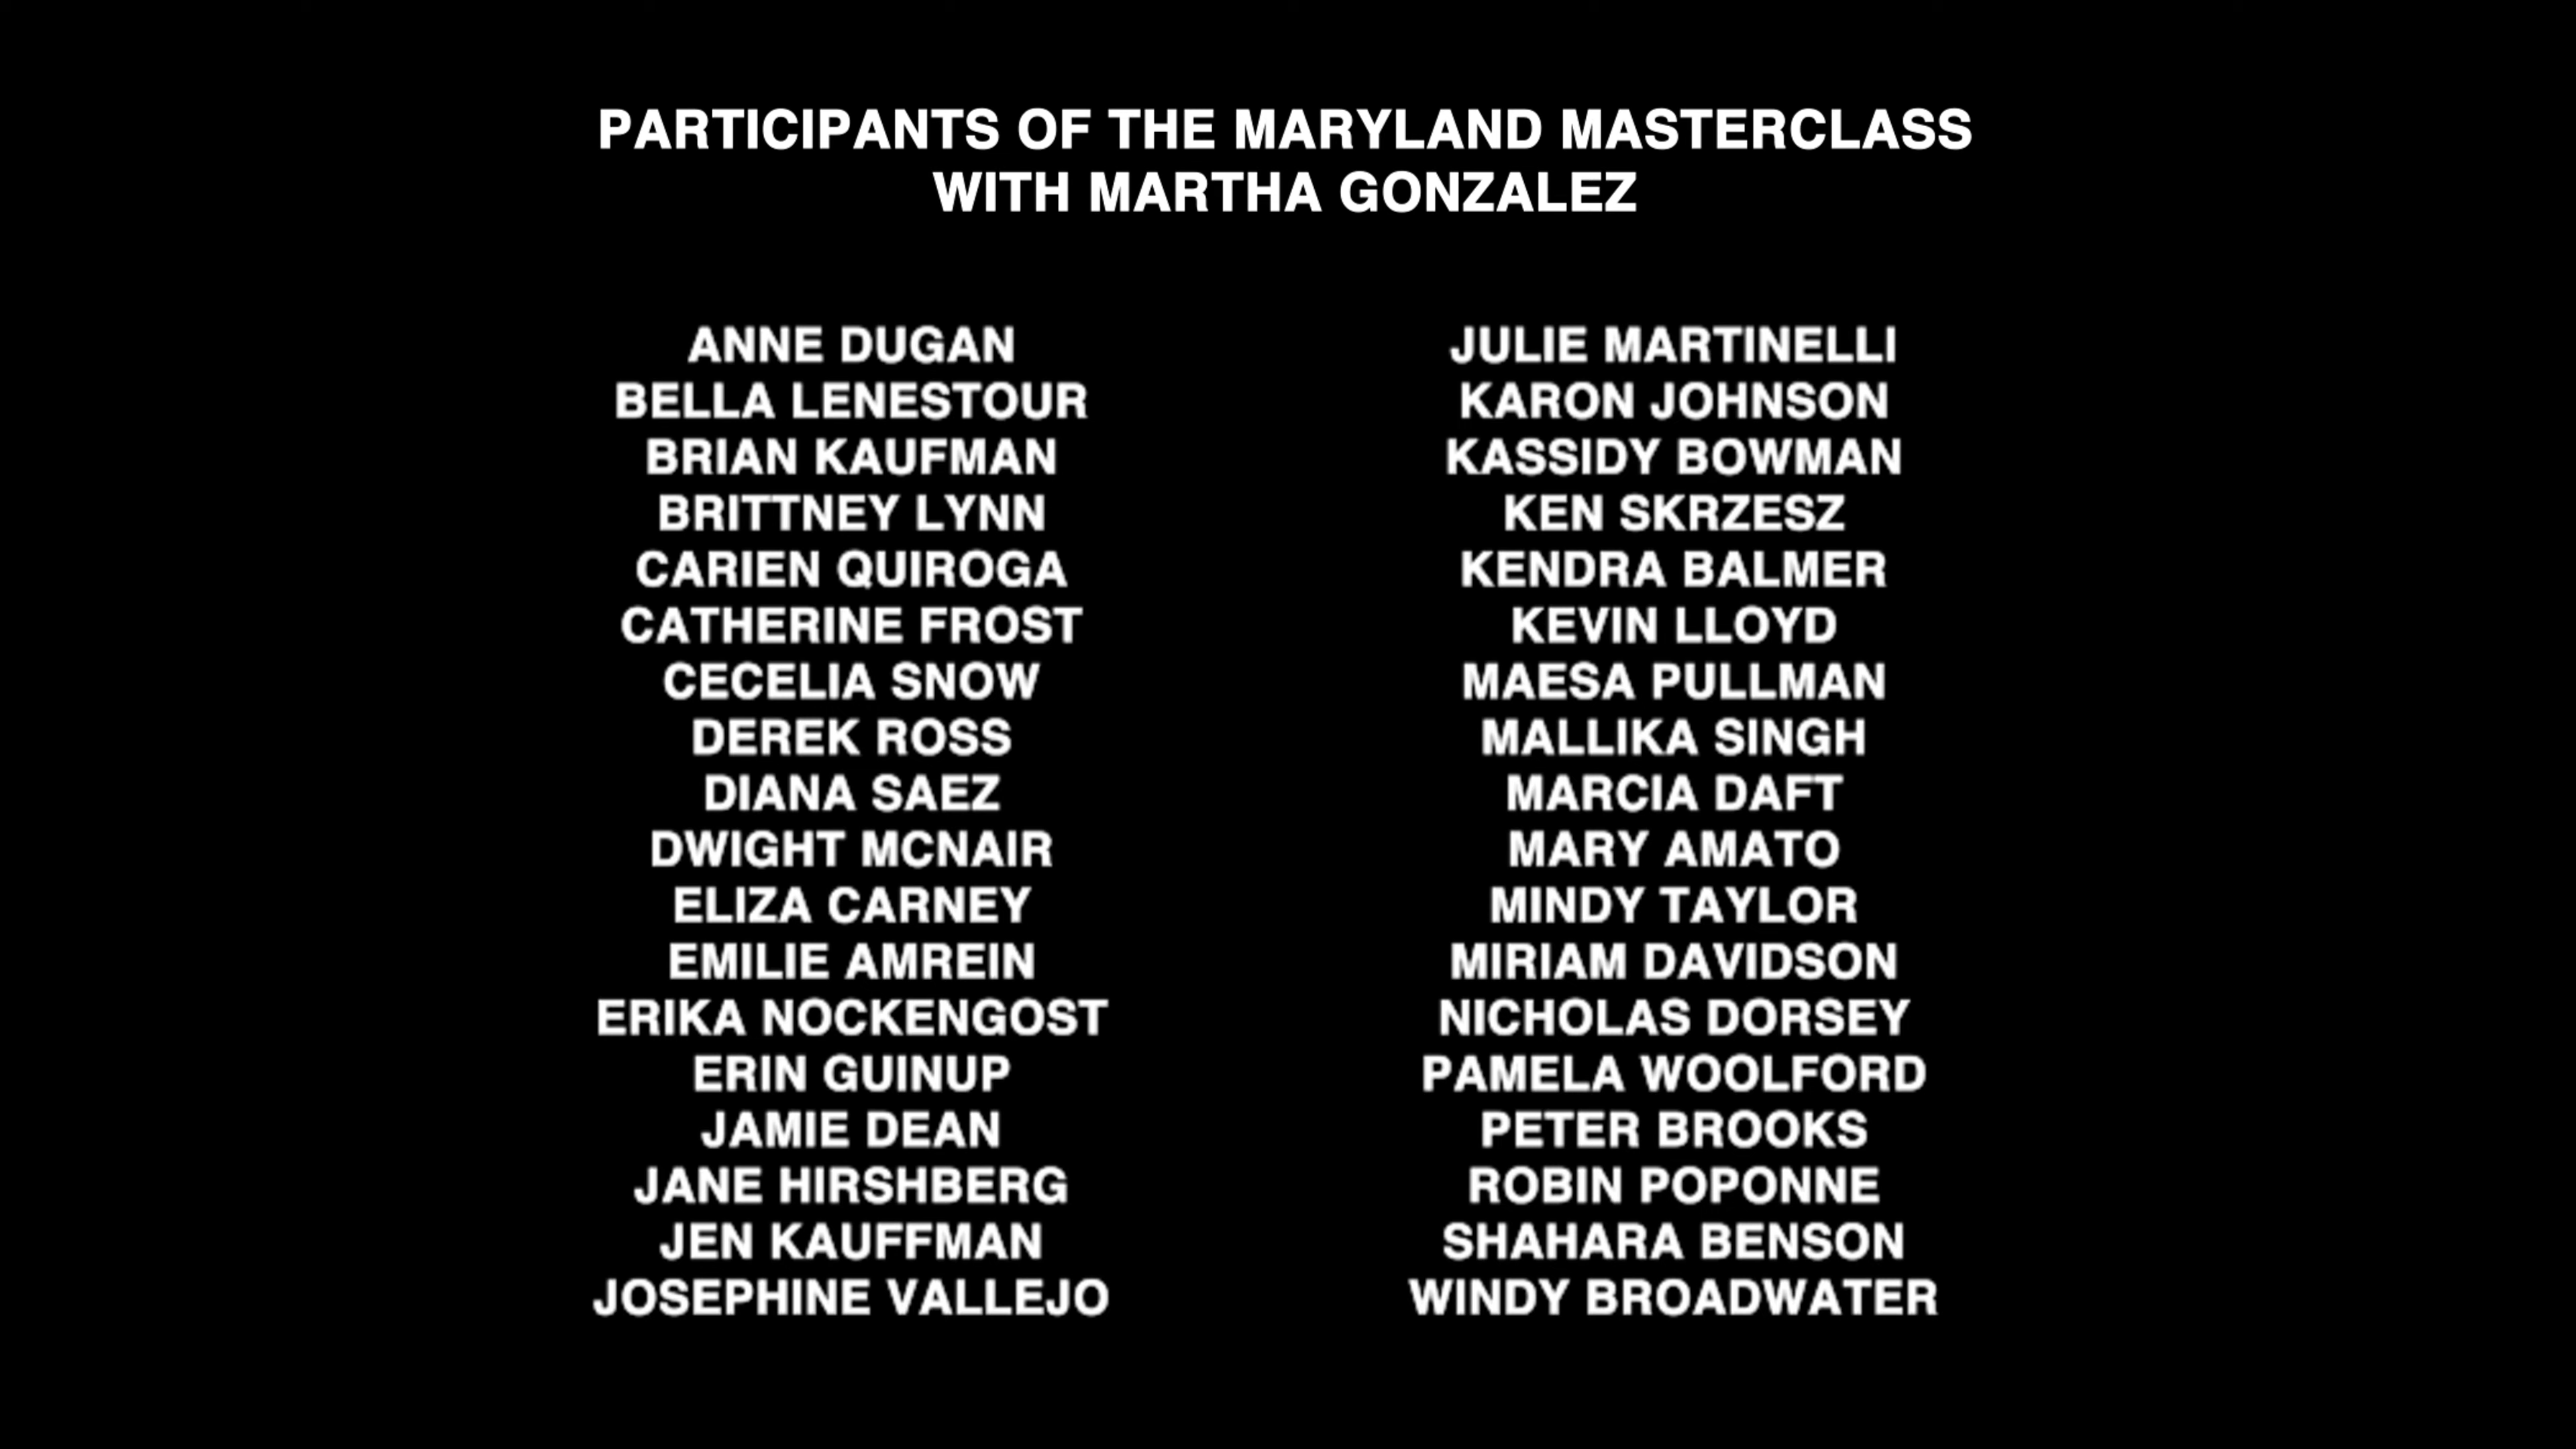 PARTICIPANTS OF THE MARYLAND MASTERCLASS
WITH MARTHA GONZALEZ
ANNE DUGAN
BELLA LENESTOUR
BRIAN KAUFMAN
BRITTNEY LYNN
CARIEN QUIROGA
CATHERINE FROST
CECELIA SNOW
DEREK ROSS
DIANA SAEZ
DWIGHT MCNAIR
ELIZA CARNEY
EMILIE AMREIN
ERIKA NOCKENGOST
ERIN GUINUP
JAMIE DEAN
JANE HIRSHBERG
JEN KAUFFMAN
JOSEPHINE VALLEJO
JULIE MARTINELLI
KARON JOHNSON
KASSIDY BOWMAN
KEN SKRZESZ
KENDRA BALMER
KEVIN LLOYD
MAESA PULLMAN
MALLIKA SINGH
MARCIA DAFT
MARY AMATO
MINDY TAYLOR
MIRIAM DAVIDSON
NICHOLAS DORSEY
PAMELA WOOLFORD
PETER BROOKS
ROBIN POPONNE
SHAHARA BENSON
WINDY BROADWATER